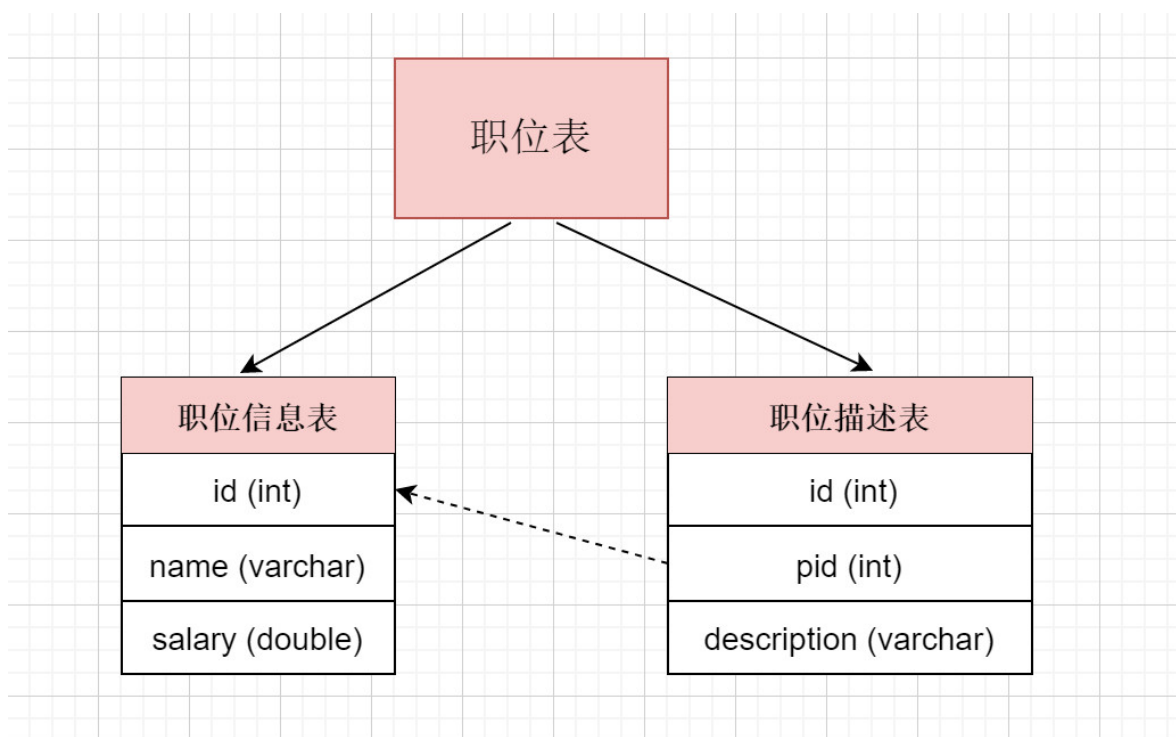 职位表
职位信息表
id (int)
name (varchar)
salary (double)
职位描述表
id (int)
pid (int)
description (varchar)